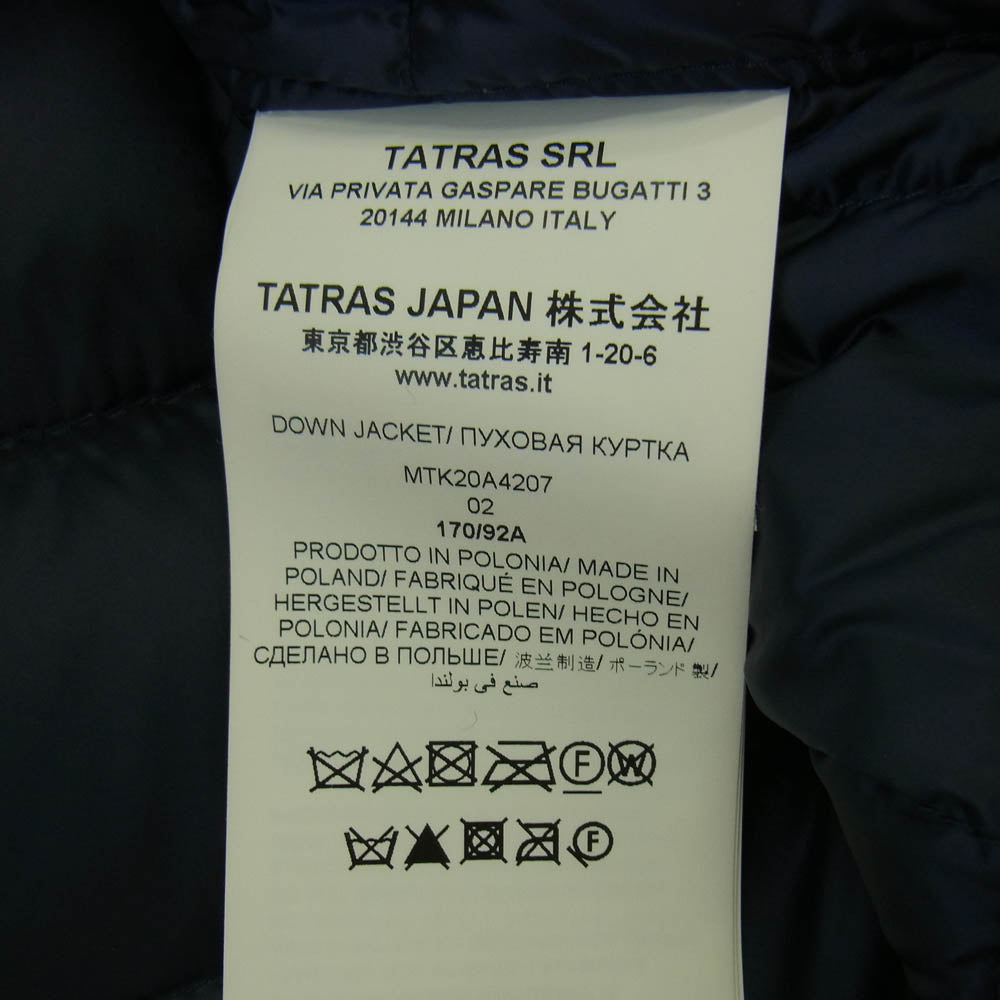 TATRAS SRL
VIA PRIVATA GASPARE BUGATTI 3
20144 MILANO ITALY
TATRAS JAPAN 株式会社
東京都渋谷区恵比寿南 1-20-6
www.tatras.it
DOWN JACKET/ ПУХОВАЯ КУРТКА
MTK20A4207
02
170/92A
PRODOTTO IN POLONIA/ MADE IN
POLAND/ FABRIQUÉ EN POLOGNE/
HERGESTELLT IN POLEN/ HECHO EN
POLONIA/ FABRICADO EM POLÓNIA/
СДЕЛАНО В ПОЛЬШЕ/ 波兰制造/ ポーランド製/
صنع في بولندا
F W
F